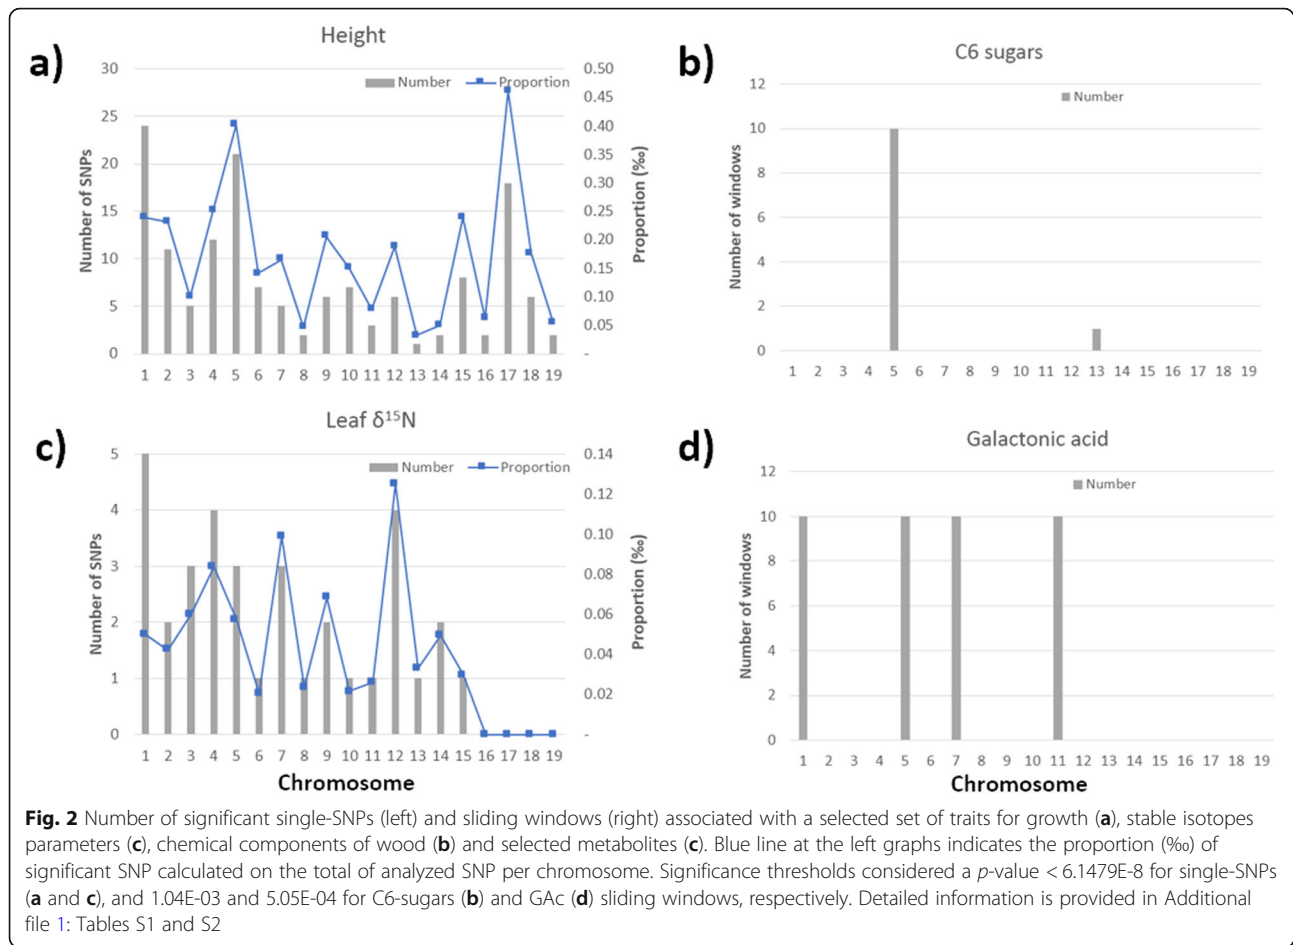 a)
Height
Number
Proportion
30
25
20
15
10
5
0
Number of SNPs
0.50
0.45
0.40
0.35
0.30
0.25
0.20
0.15
0.10
0.05
-
Proportion (‰)
1 2 3 4 5 6 7 8 9 10 11 12 13 14 15 16 17 18 19
b)
C6 sugars
Number
12
10
8
6
4
2
0
Number of windows
1 2 3 4 5 6 7 8 9 10 11 12 13 14 15 16 17 18 19
c)
Leaf δ¹⁵N
Number
Proportion
5
4
3
2
1
0
Number of SNPs
0.14
0.12
0.10
0.08
0.06
0.04
0.02
-
Proportion (‰)
1 2 3 4 5 6 7 8 9 10 11 12 13 14 15 16 17 18 19
Chromosome
d)
Galactonic acid
Number
12
10
8
6
4
2
0
Number of windows
1 2 3 4 5 6 7 8 9 10 11 12 13 14 15 16 17 18 19
Chromosome
Fig. 2 Number of significant single-SNPs (left) and sliding windows (right) associated with a selected set of traits for growth (a), stable isotopes
parameters (c), chemical components of wood (b) and selected metabolites (c). Blue line at the left graphs indicates the proportion (‰) of
significant SNP calculated on the total of analyzed SNP per chromosome. Significance thresholds considered a p-value < 6.1479E-8 for single-SNPs
(a and c), and 1.04E-03 and 5.05E-04 for C6-sugars (b) and GAc (d) sliding windows, respectively. Detailed information is provided in Additional
file 1: Tables S1 and S2